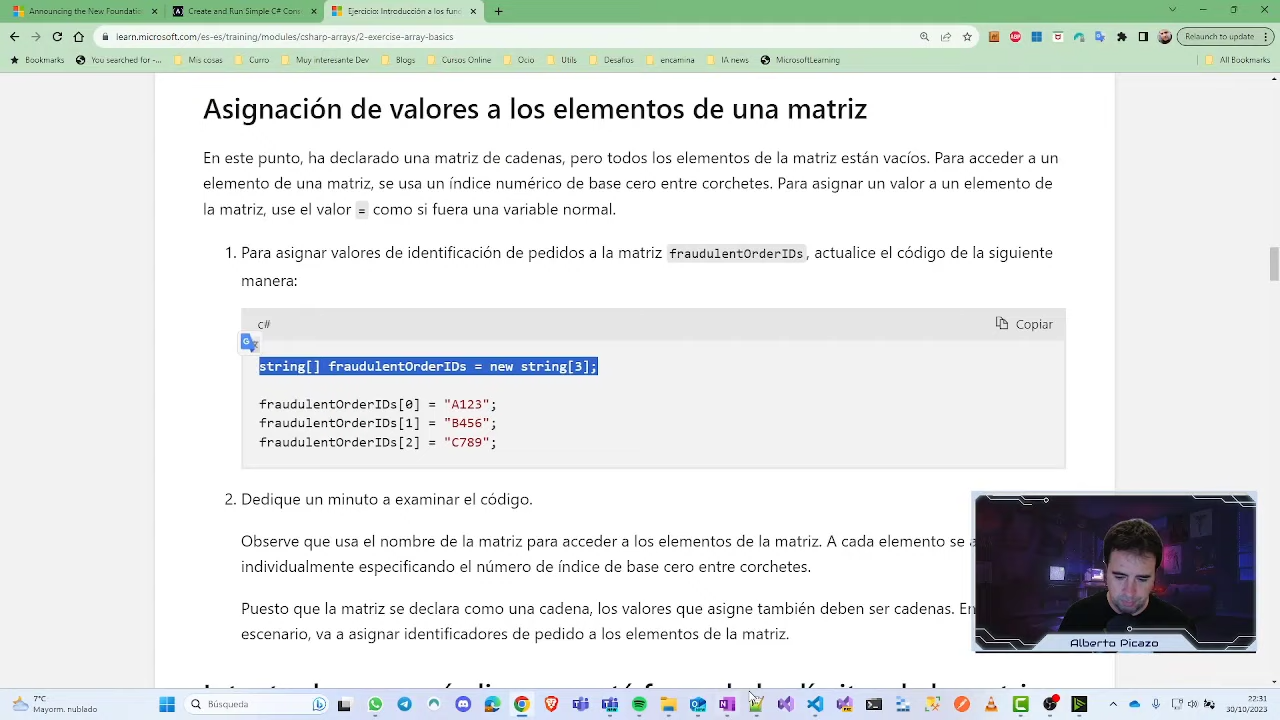 Announcing the New Foundatio
Create and Run Simple C# Cons
Ejercicio: Introducción a los fund
learn.microsoft.com/es-es/training/modules/csharp-arrays/2-exercise-array-basics
Relaunch to update
Bookmarks
You searched for -...
Mis cosas
Curro
Muy interesante Dev
Blogs
Cursos Online
Ocio
Utils
Desafios
encamina
IA news
MicrosoftLearning
All Bookmarks
Asignación de valores a los elementos de una matriz
En este punto, ha declarado una matriz de cadenas, pero todos los elementos de la matriz están vacíos. Para acceder a un
elemento de una matriz, se usa un índice numérico de base cero entre corchetes. Para asignar un valor a un elemento de
la matriz, use el valor = como si fuera una variable normal.
1. Para asignar valores de identificación de pedidos a la matriz fraudulentOrderIDs, actualice el código de la siguiente
manera:
c#
Copiar
string[] fraudulentOrderIDs = new string[3];
fraudulentOrderIDs[0] = "A123";
fraudulentOrderIDs[1] = "B456";
fraudulentOrderIDs[2] = "C789";
2. Dedique un minuto a examinar el código.
Observe que usa el nombre de la matriz para acceder a los elementos de la matriz. A cada elemento se a
individualmente especificando el número de índice de base cero entre corchetes.
Puesto que la matriz se declara como una cadena, los valores que asigne también deben ser cadenas. En
escenario, va a asignar identificadores de pedido a los elementos de la matriz.
Alberto Picazo
7°C
Mayorm. nublado
Búsqueda
22:31
30/10/2023